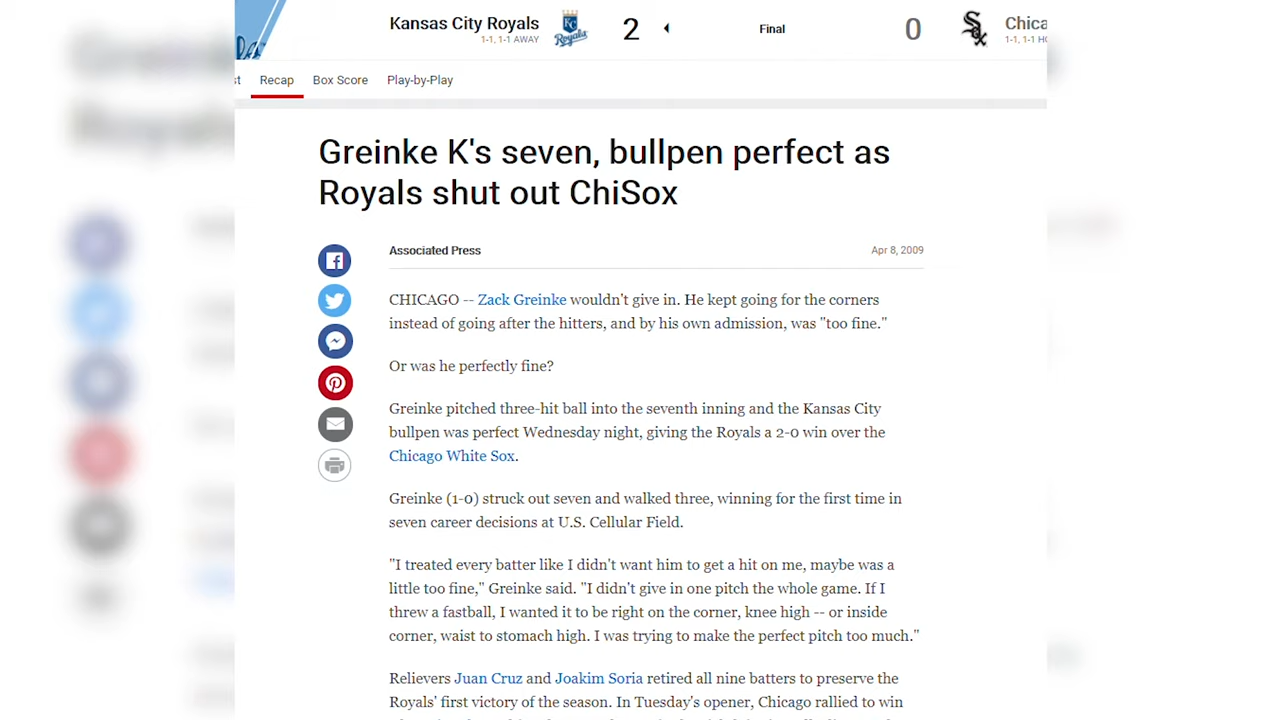 Kansas City Royals
1-1, 1-1 AWAY
Royals
2
Final
0
Sox
Chica
1-1, 1-1 HO
st Recap Box Score Play-by-Play
Greinke K's seven, bullpen perfect as
Royals shut out ChiSox
Associated Press Apr 8, 2009
CHICAGO -- Zack Greinke wouldn't give in. He kept going for the corners
instead of going after the hitters, and by his own admission, was "too fine."
Or was he perfectly fine?
Greinke pitched three-hit ball into the seventh inning and the Kansas City
bullpen was perfect Wednesday night, giving the Royals a 2-0 win over the
Chicago White Sox.
Greinke (1-0) struck out seven and walked three, winning for the first time in
seven career decisions at U.S. Cellular Field.
"I treated every batter like I didn't want him to get a hit on me, maybe was a
little too fine," Greinke said. "I didn't give in one pitch the whole game. If I
threw a fastball, I wanted it to be right on the corner, knee high -- or inside
corner, waist to stomach high. I was trying to make the perfect pitch too much."
Relievers Juan Cruz and Joakim Soria retired all nine batters to preserve the
Royals' first victory of the season. In Tuesday's opener, Chicago rallied to win